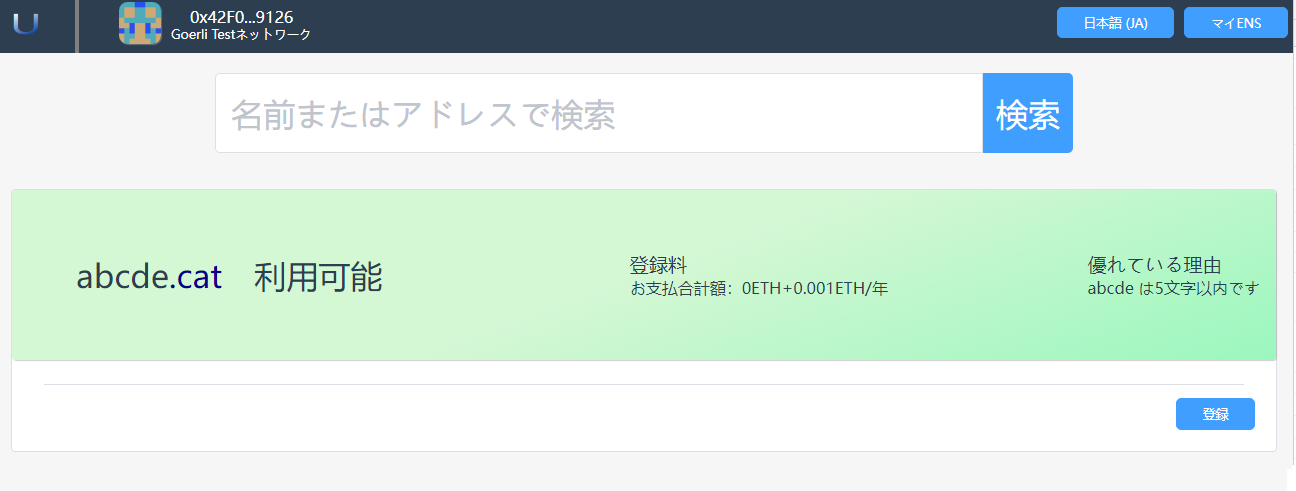 U
0x42F0...9126
Goerli Testネットワーク
日本語 (JA)
マイENS
名前またはアドレスで検索
検索
abcde.cat 利用可能
登録料
お支払合計額：0ETH+0.001ETH/年
優れている理由
abcde は5文字以内です
登録